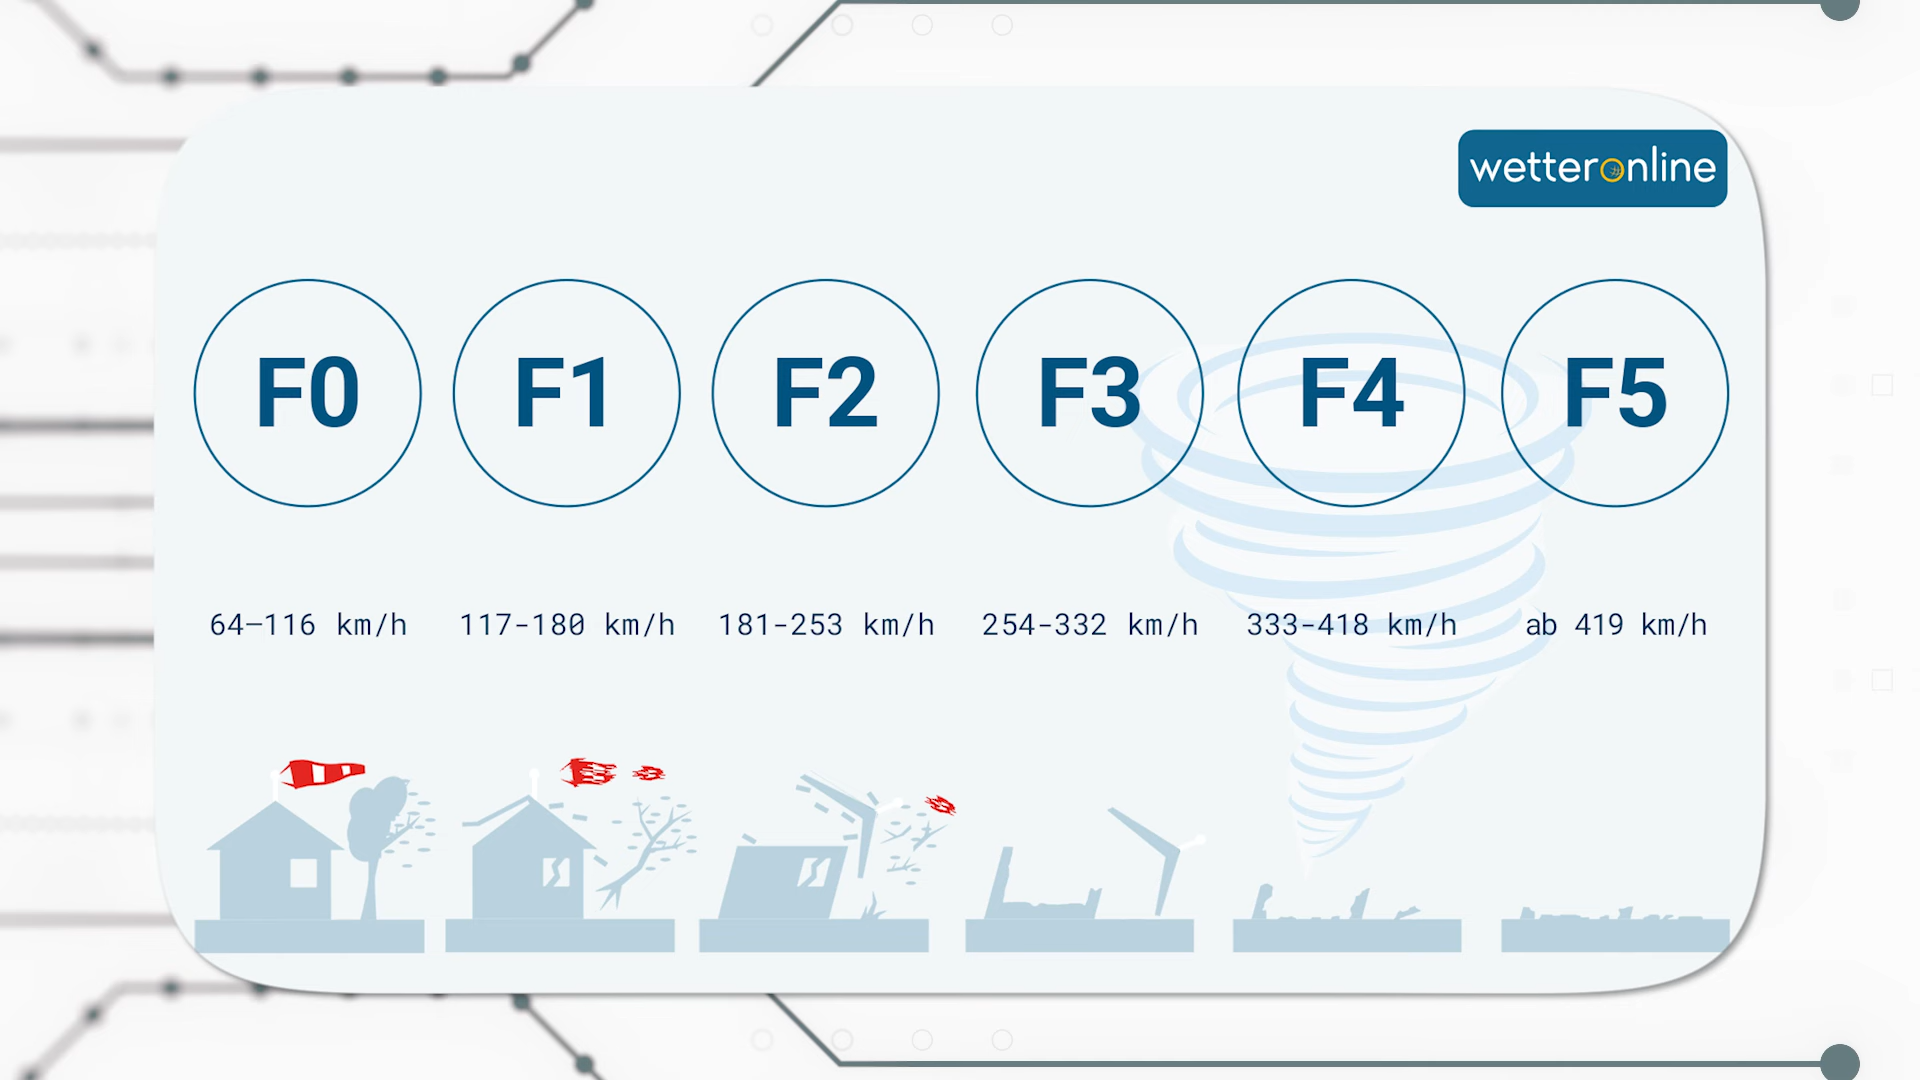 wetteronline
F0 F1 F2 F3 F4 F5
64–116 km/h 117-180 km/h 181-253 km/h 254-332 km/h 333-418 km/h ab 419 km/h